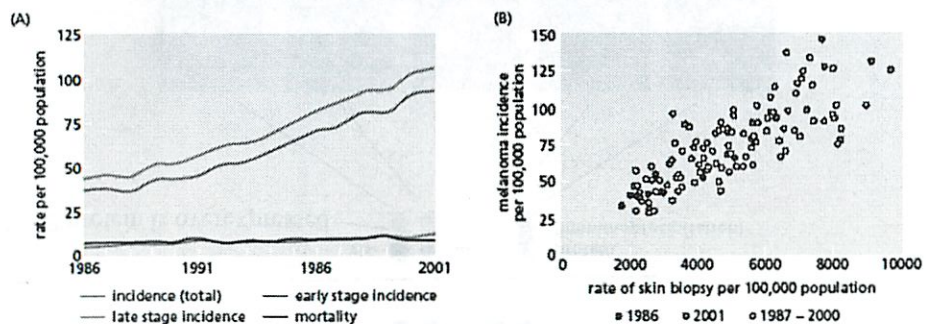 (A)
125
100
75
50
25
0
rate per 100,000 population
1986 1991 1986 2001
incidence (total) early stage incidence
late stage incidence mortality
(B)
150
125
100
75
50
25
0
melanoma incidence
per 100,000 population
0 2000 4000 6000 8000 10000
rate of skin biopsy per 100,000 population
1986 2001 1987 – 2000